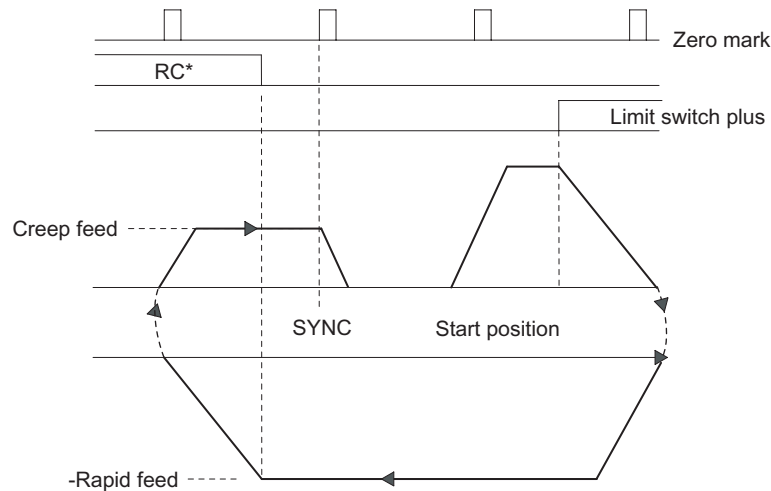 Zero mark
RC*
Limit switch plus
Creep feed
SYNC
Start position
-Rapid feed